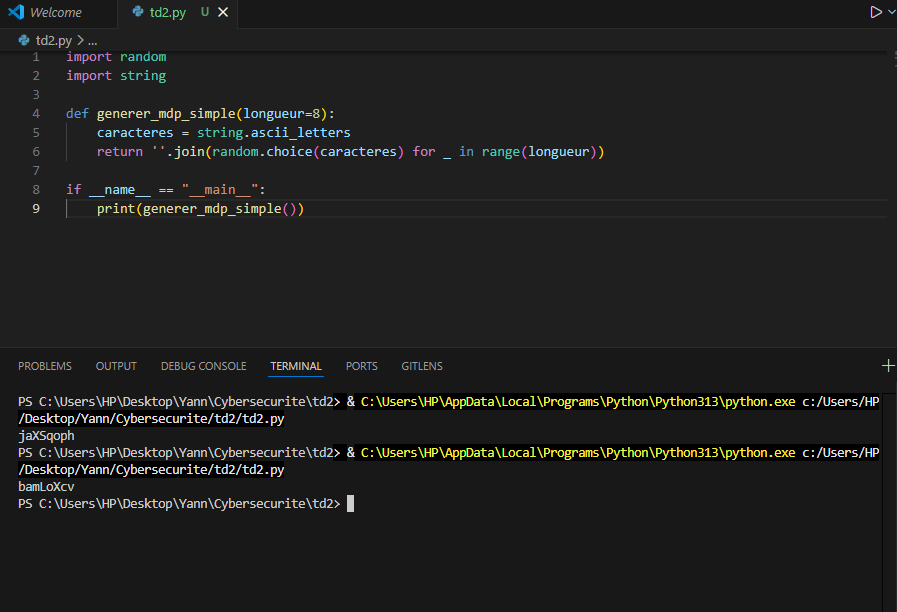 Welcome
td2.py U
td2.py > ...
1 import random
2 import string
3
4 def generer_mdp_simple(longueur=8):
5     caracteres = string.ascii_letters
6     return ''.join(random.choice(caracteres) for _ in range(longueur))
7
8 if __name__ == "__main__":
9     print(generer_mdp_simple())
PROBLEMS OUTPUT DEBUG CONSOLE TERMINAL PORTS GITLENS
PS C:\Users\HP\Desktop\Yann\Cybersecurite\td2> & C:\Users\HP\AppData\Local\Programs\Python\Python313\python.exe c:/Users/HP
/Desktop/Yann/Cybersecurite/td2/td2.py
jaXSqoph
PS C:\Users\HP\Desktop\Yann\Cybersecurite\td2> & C:\Users\HP\AppData\Local\Programs\Python\Python313\python.exe c:/Users/HP
/Desktop/Yann/Cybersecurite/td2/td2.py
bamLoXcv
PS C:\Users\HP\Desktop\Yann\Cybersecurite\td2>